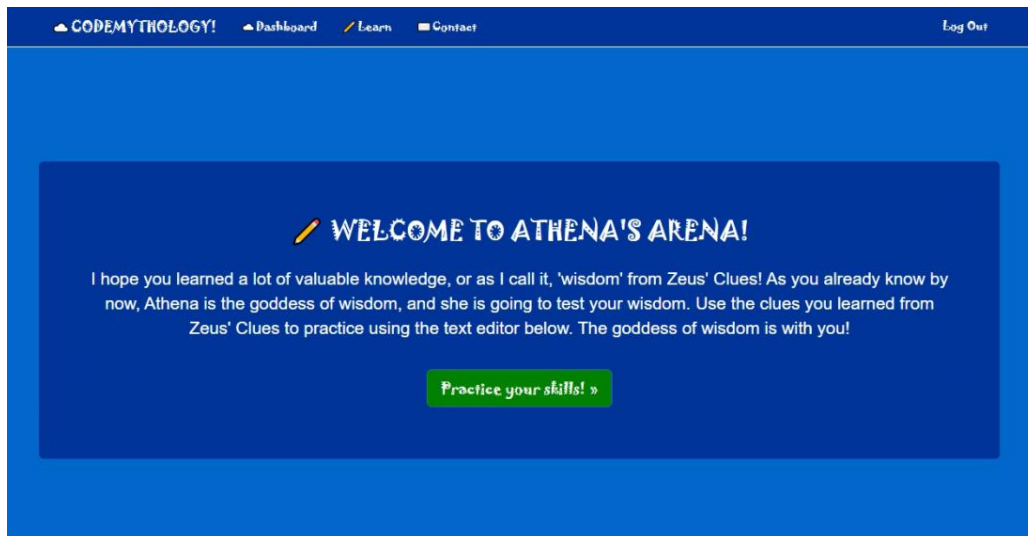 CODEMYTHOLOGY! Dashboard Learn Contact Log Out
WELCOME TO ATHENA'S ARENA!
I hope you learned a lot of valuable knowledge, or as I call it, 'wisdom' from Zeus' Clues! As you already know by
now, Athena is the goddess of wisdom, and she is going to test your wisdom. Use the clues you learned from
Zeus' Clues to practice using the text editor below. The goddess of wisdom is with you!
Practice your skills! »